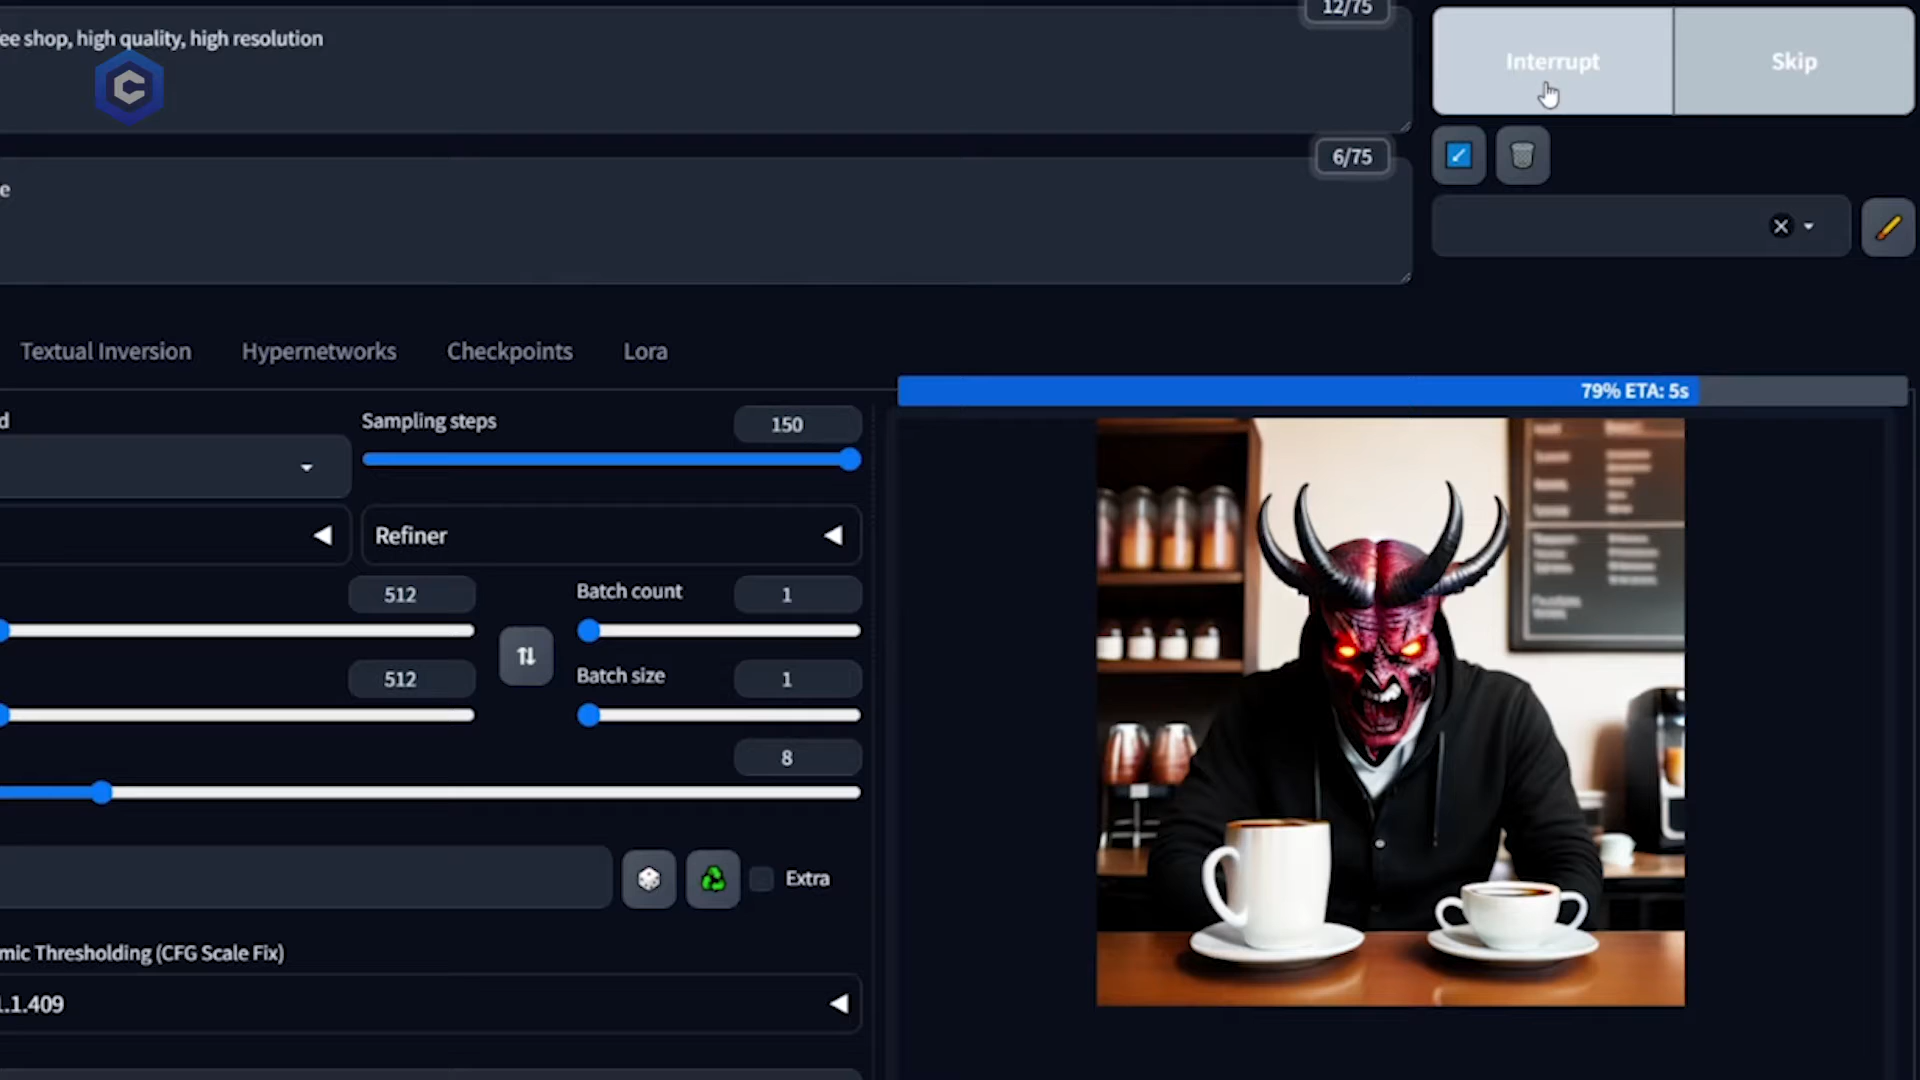 12/75
ee shop, high quality, high resolution
Interrupt
Skip
C
6/75
e
Textual Inversion
Hypernetworks
Checkpoints
Lora
79% ETA: 5s
d
Sampling steps
150
Refiner
512
Batch count
1
512
Batch size
1
8
Extra
mic Thresholding (CFG Scale Fix)
1.1.409